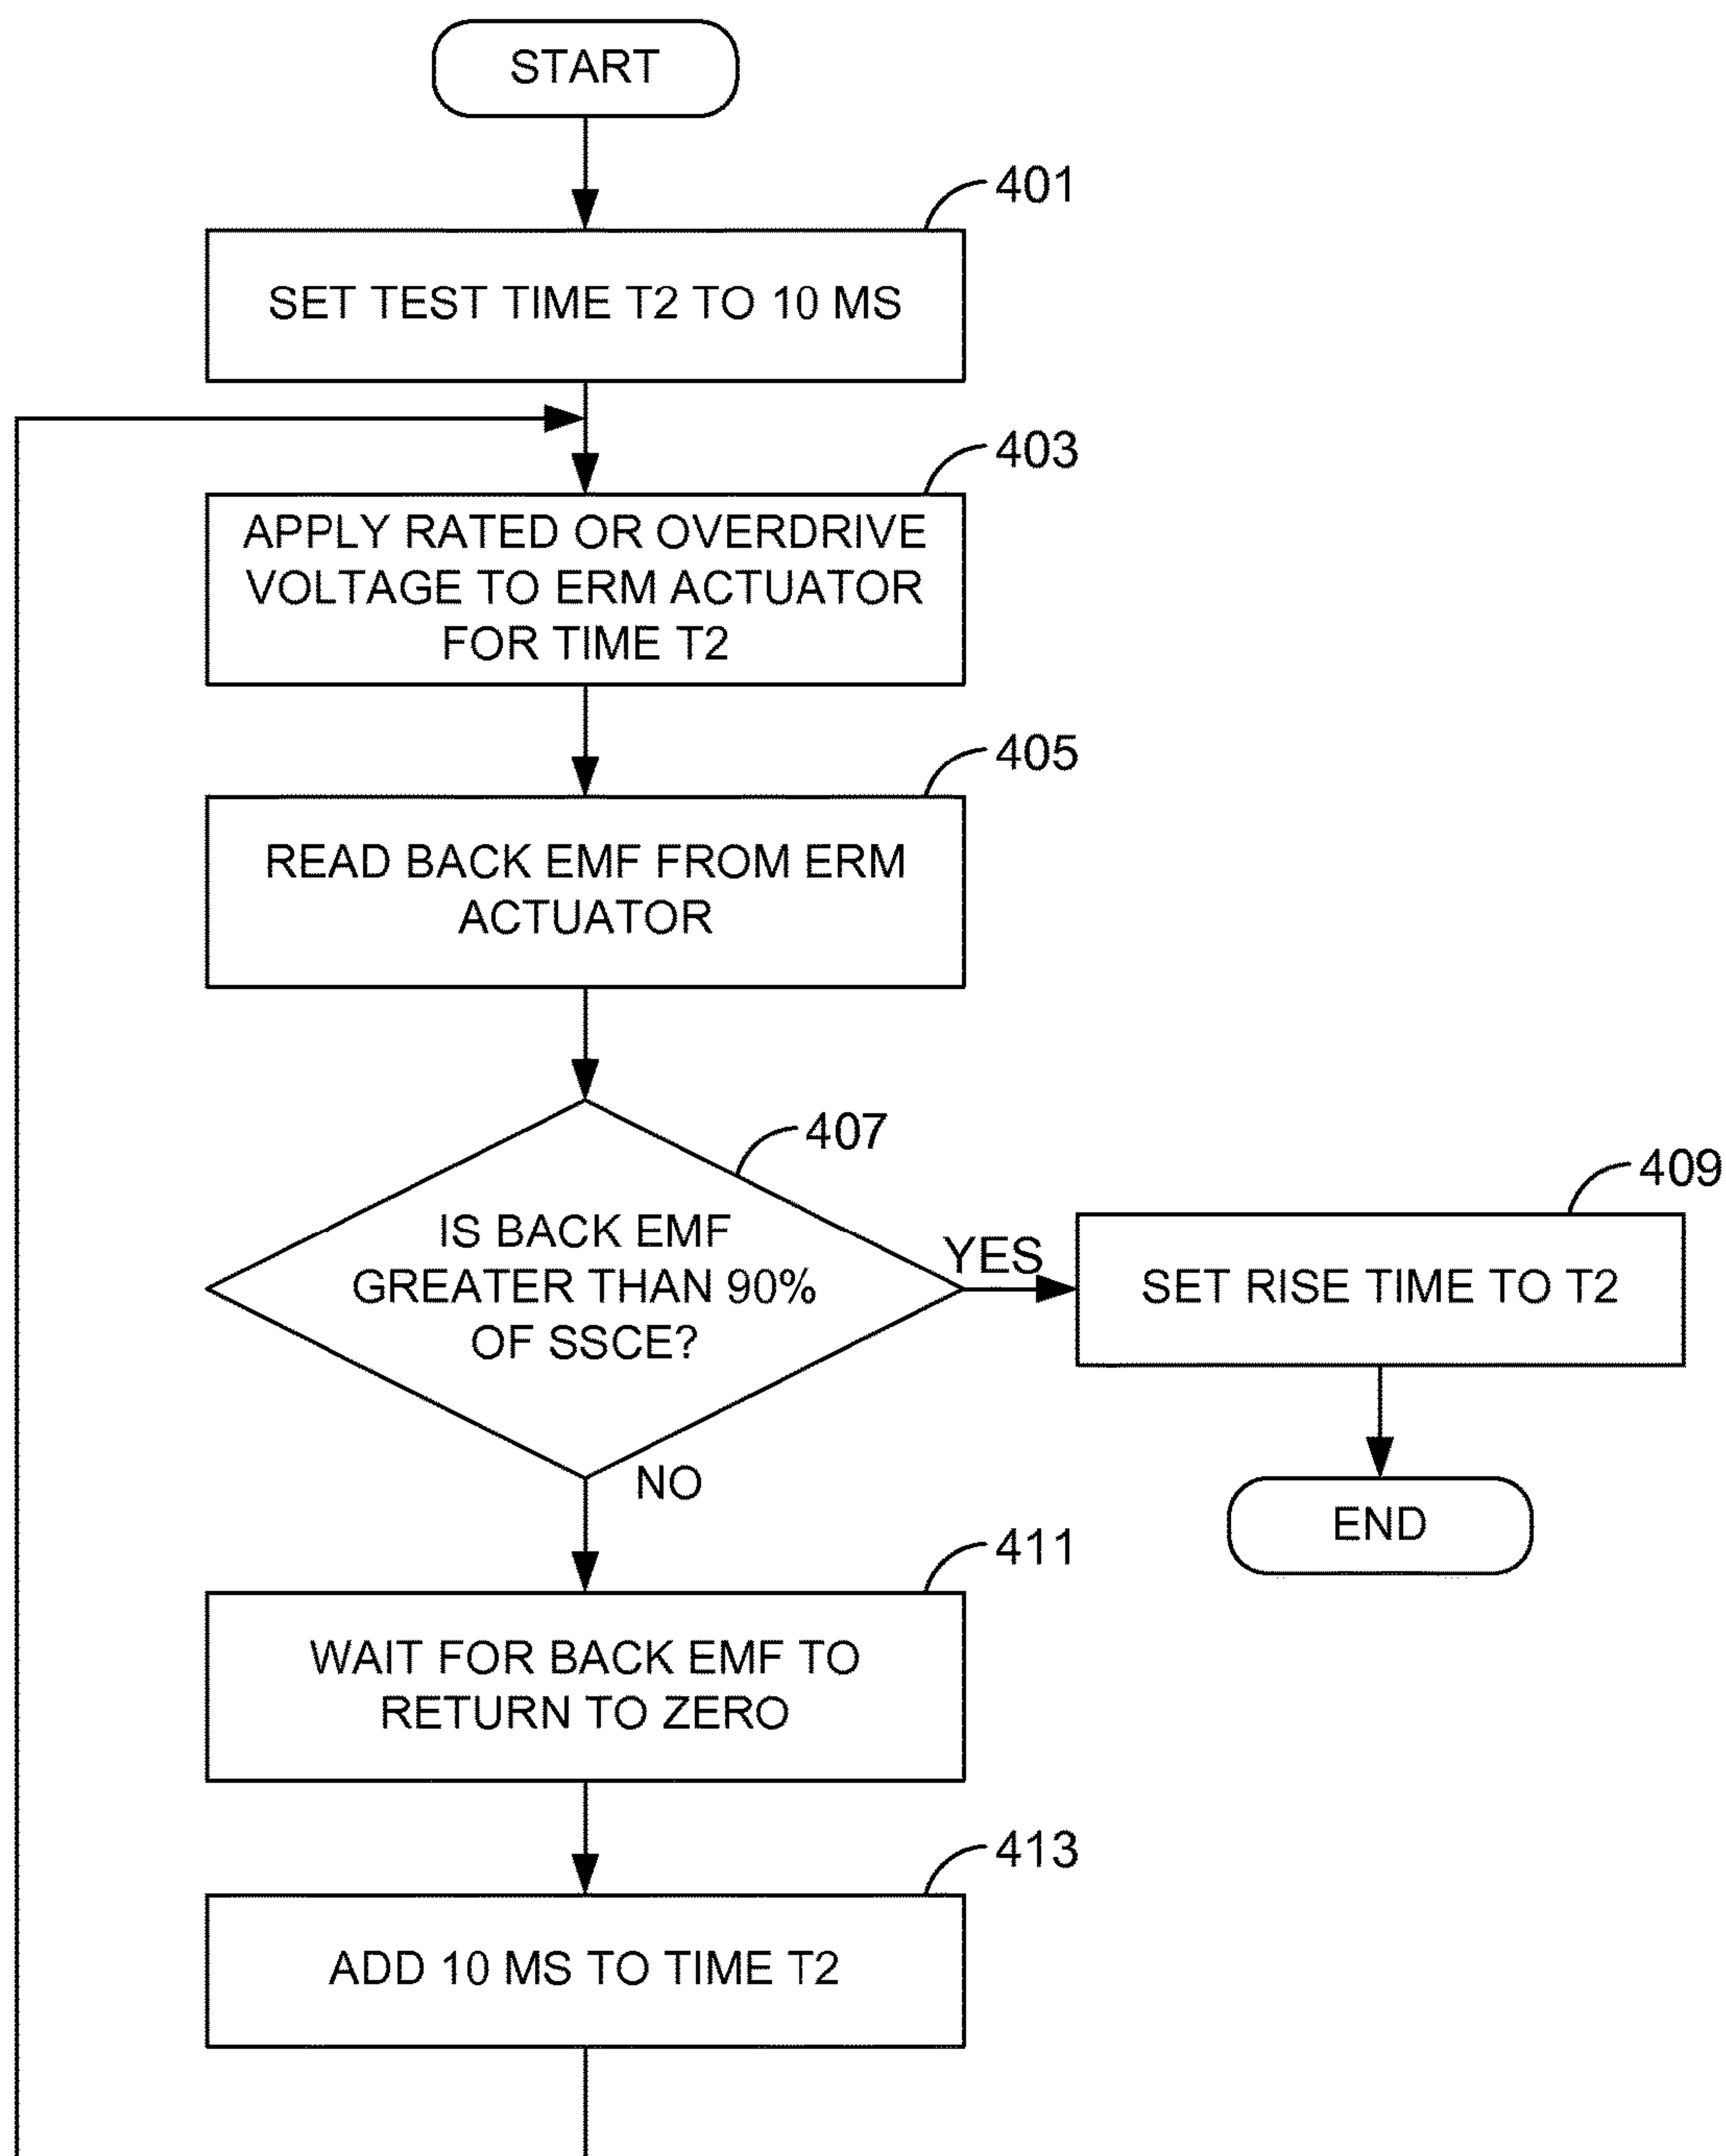 START
401
SET TEST TIME T2 TO 10 MS
403
APPLY RATED OR OVERDRIVE
VOLTAGE TO ERM ACTUATOR
FOR TIME T2
405
READ BACK EMF FROM ERM
ACTUATOR
407
IS BACK EMF
GREATER THAN 90%
OF SSCE?
YES
409
SET RISE TIME TO T2
END
NO
411
WAIT FOR BACK EMF TO
RETURN TO ZERO
413
ADD 10 MS TO TIME T2